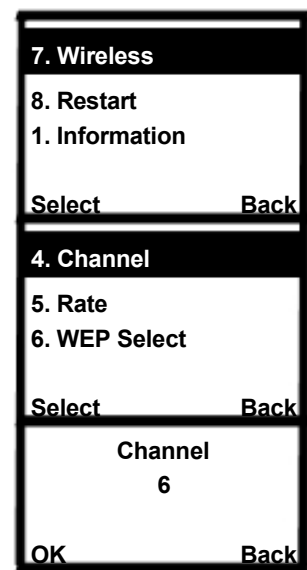 7. Wireless
8. Restart
1. Information
Select Back
4. Channel
5. Rate
6. WEP Select
Select Back
Channel
6
OK Back